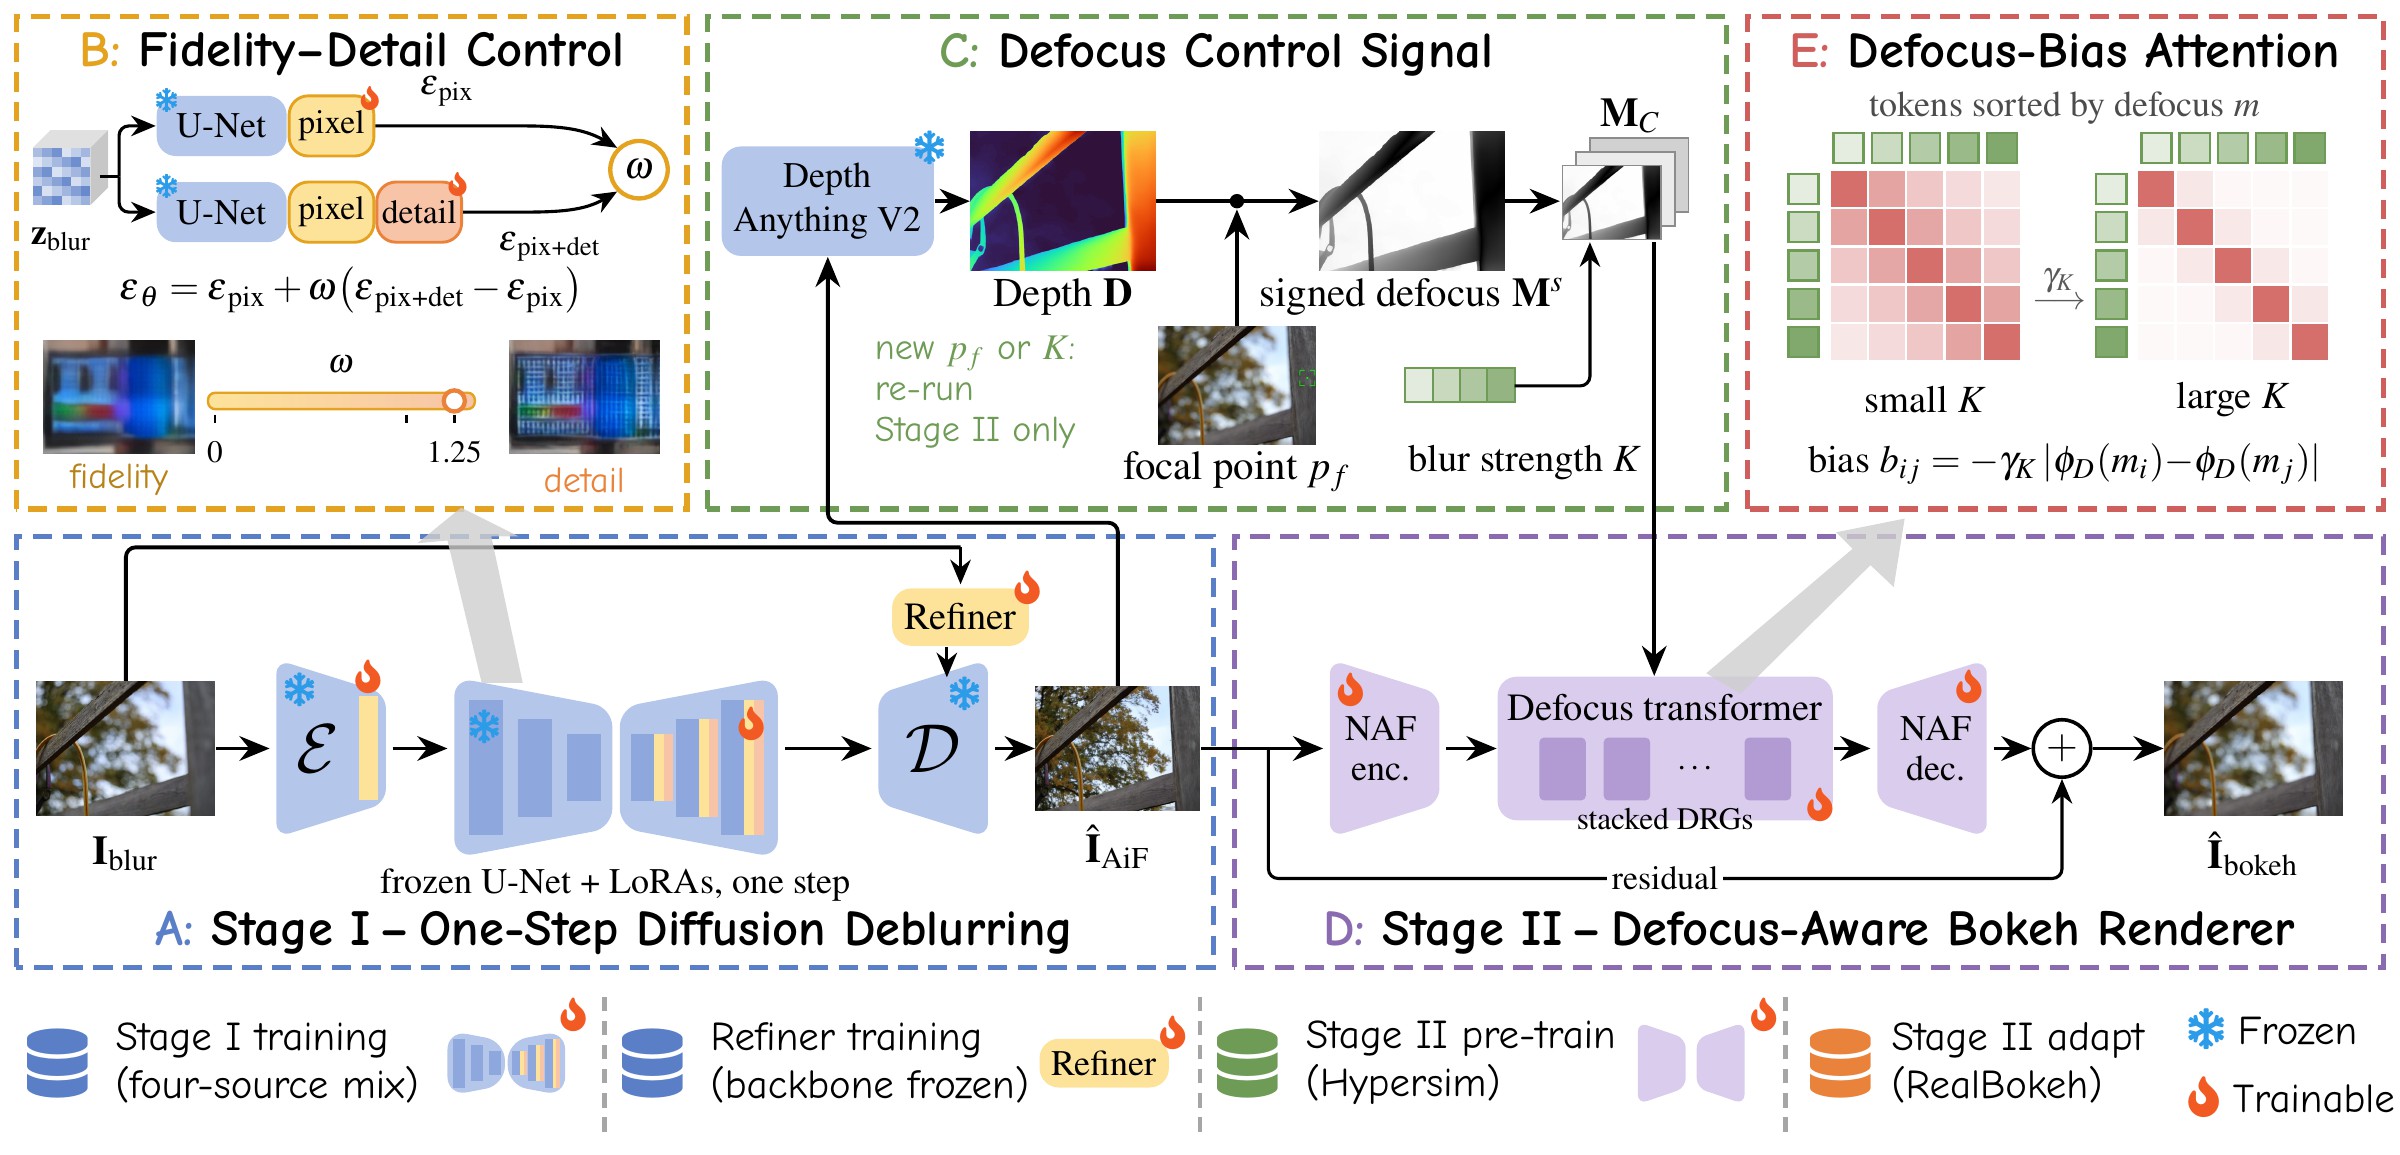 B: Fidelity–Detail Control
ε_pix
U-Net pixel
ω
U-Net pixel detail
z_blur
ε_pix+det
ε_θ = ε_pix + ω(ε_pix+det − ε_pix)
ω
0
1.25
fidelity
detail
C: Defocus Control Signal
M_C
Depth
Anything V2
Depth D
signed defocus M^s
new p_f or K:
re-run
Stage II only
focal point p_f
blur strength K
E: Defocus-Bias Attention
tokens sorted by defocus m
γ_K
small K
large K
bias b_ij = −γ_K |ϕ_D(m_i)−ϕ_D(m_j)|
Refiner
ℰ
𝒟
I_blur
Î_AiF
frozen U-Net + LoRAs, one step
A: Stage I – One-Step Diffusion Deblurring
NAF
enc.
Defocus transformer
...
stacked DRGs
NAF
dec.
+
residual
Î_bokeh
D: Stage II – Defocus-Aware Bokeh Renderer
Stage I training
(four-source mix)
Refiner training
(backbone frozen)
Refiner
Stage II pre-train
(Hypersim)
Stage II adapt
(RealBokeh)
Frozen
Trainable